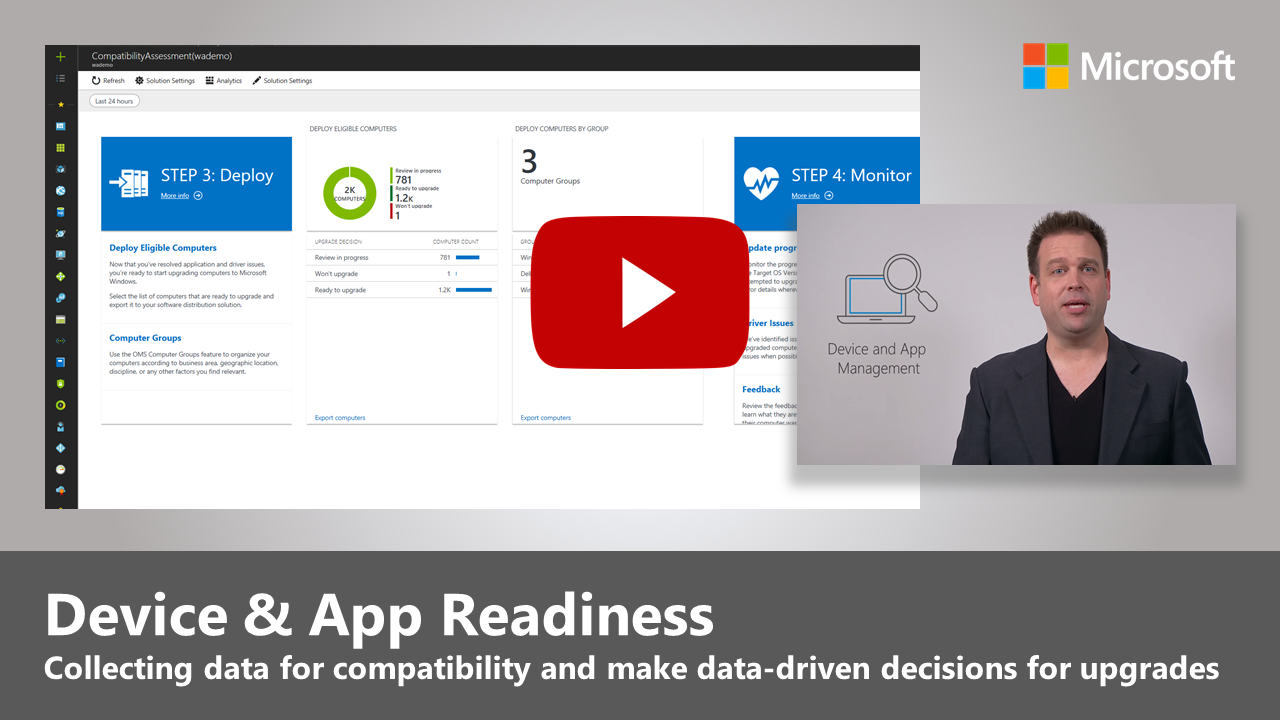 CompatibilityAssessment(wademo)
wademo
Refresh
Solution Settings
Analytics
Solution Settings
Last 24 hours
STEP 3: Deploy
More info
Deploy Eligible Computers
Now that you've resolved application and driver issues,
you're ready to start upgrading computers to Microsoft
Windows.
Select the list of computers that are ready to upgrade and
export it to your software distribution solution.
Computer Groups
Use the OMS Computer Groups feature to organize your
computers according to business area, geographic location,
discipline, or any other factors you find relevant.
DEPLOY ELIGIBLE COMPUTERS
2K
COMPUTERS
Review in progress
781
Ready to upgrade
1.2K
Won't upgrade
1
UPGRADE DECISION COMPUTER COUNT
Review in progress 781
Won't upgrade 1
Ready to upgrade 1.2K
Export computers
DEPLOY COMPUTERS BY GROUP
3
Computer Groups
Export computers
STEP 4: Monitor
More info
Feedback
Microsoft
Device and App
Management
Device & App Readiness
Collecting data for compatibility and make data-driven decisions for upgrades